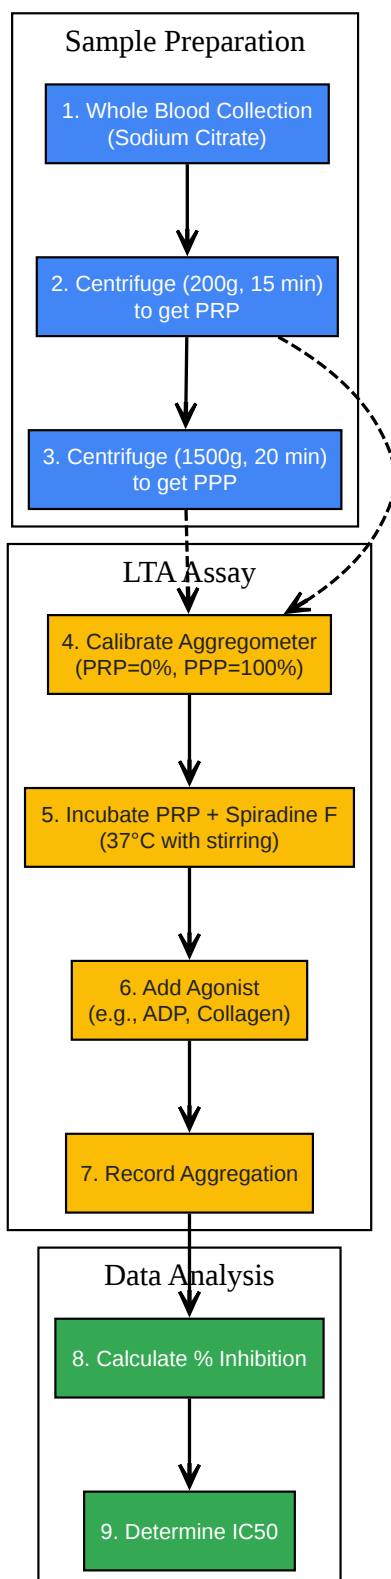 Sample Preparation
1. Whole Blood Collection
(Sodium Citrate)
2. Centrifuge (200g, 15 min)
to get PRP
3. Centrifuge (1500g, 20 min)
to get PPP
LTA Assay
4. Calibrate Aggregometer
(PRP=0%, PPP=100%)
5. Incubate PRP + Spiradine F
(37°C with stirring)
6. Add Agonist
(e.g., ADP, Collagen)
7. Record Aggregation
Data Analysis
8. Calculate % Inhibition
9. Determine IC50